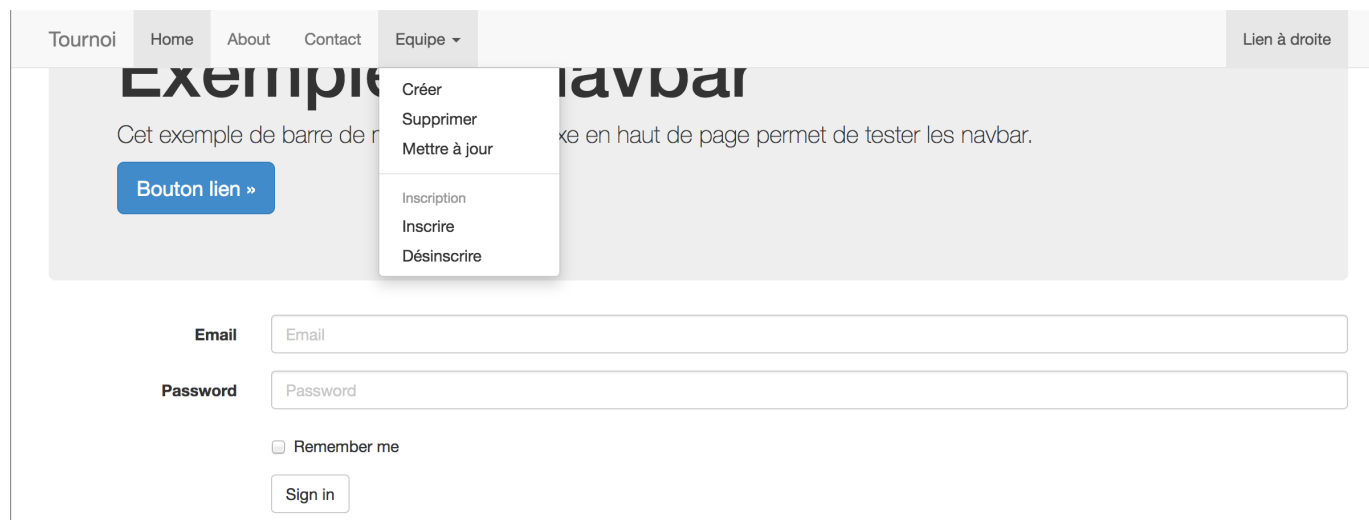 Tournoi Home About Contact Equipe Lien à droite
Exemple navbar
Cet exemple de barre de xe en haut de page permet de tester les navbar.
Bouton lien »
Créer
Supprimer
Mettre à jour
Inscription
Inscrire
Désinscrire
Email Email
Password Password
Remember me
Sign in